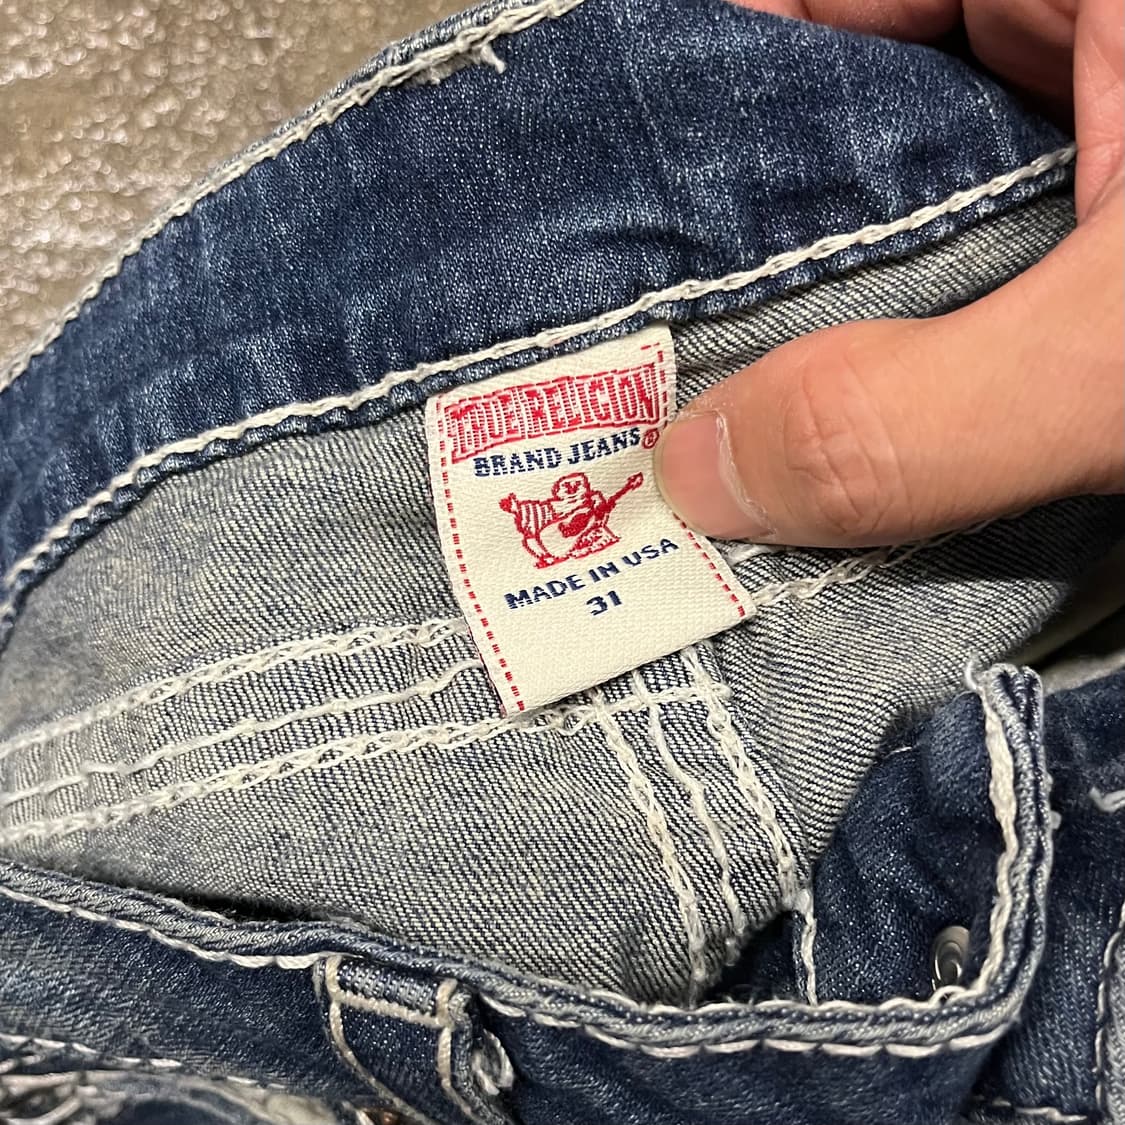 TRUE RELIGION
BRAND JEANS®
MADE IN USA
31